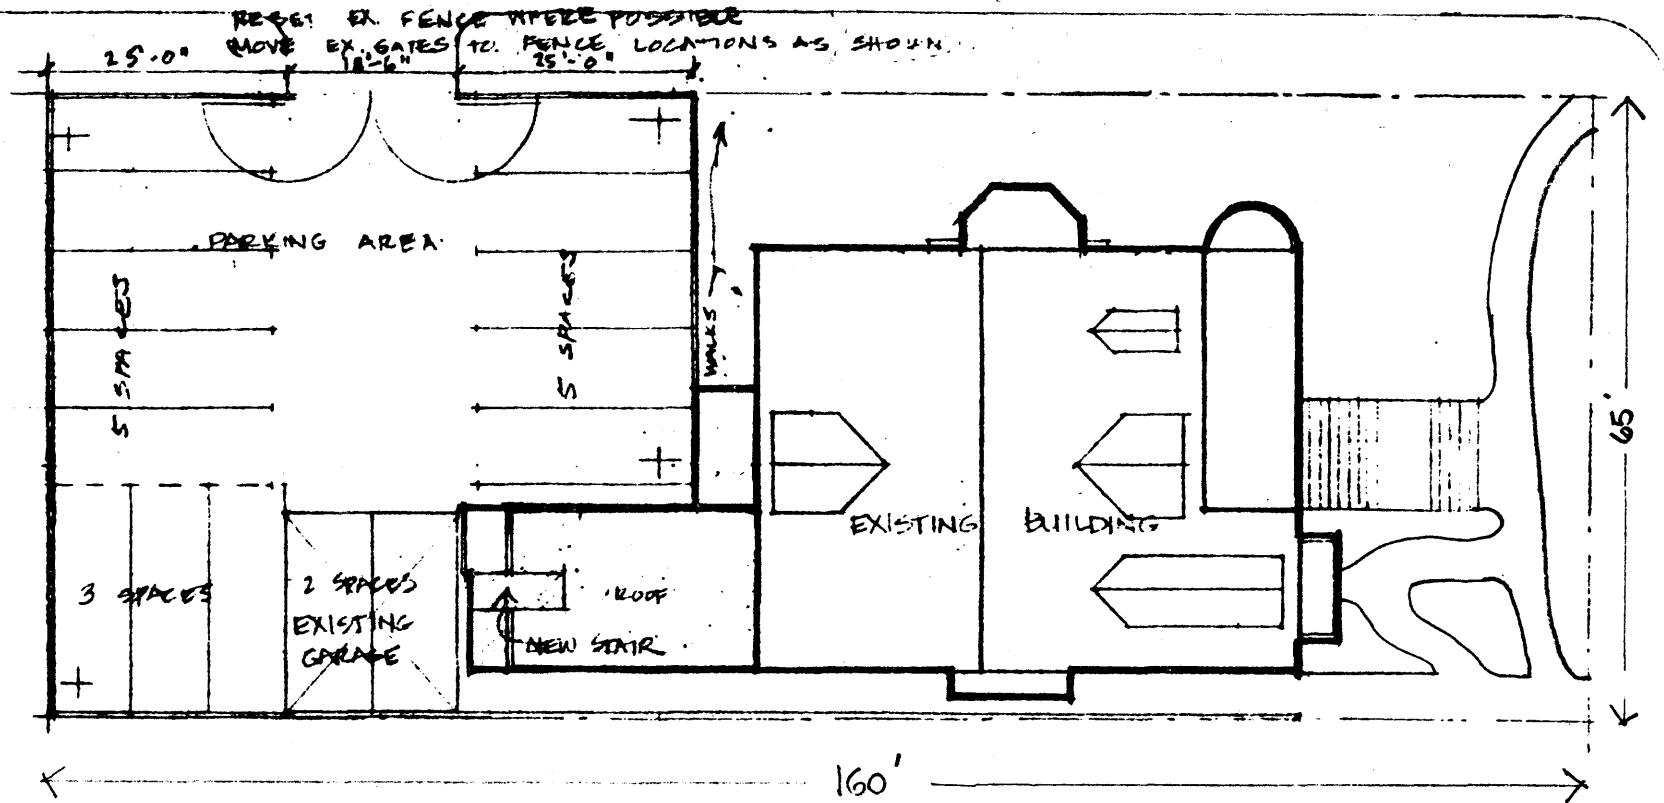 RESET EX. FENCE WHERE POSSIBLE
MOVE EX. GATES TO FENCE LOCATIONS AS SHOWN
25'-0" 18'-6" 25'-0"
PARKING AREA
5 SPACES
5 SPACES
WALKS
65'
EXISTING BUILDING
3 SPACES
2 SPACES
EXISTING
GARAGE
ROOF
NEW STAIR
160'